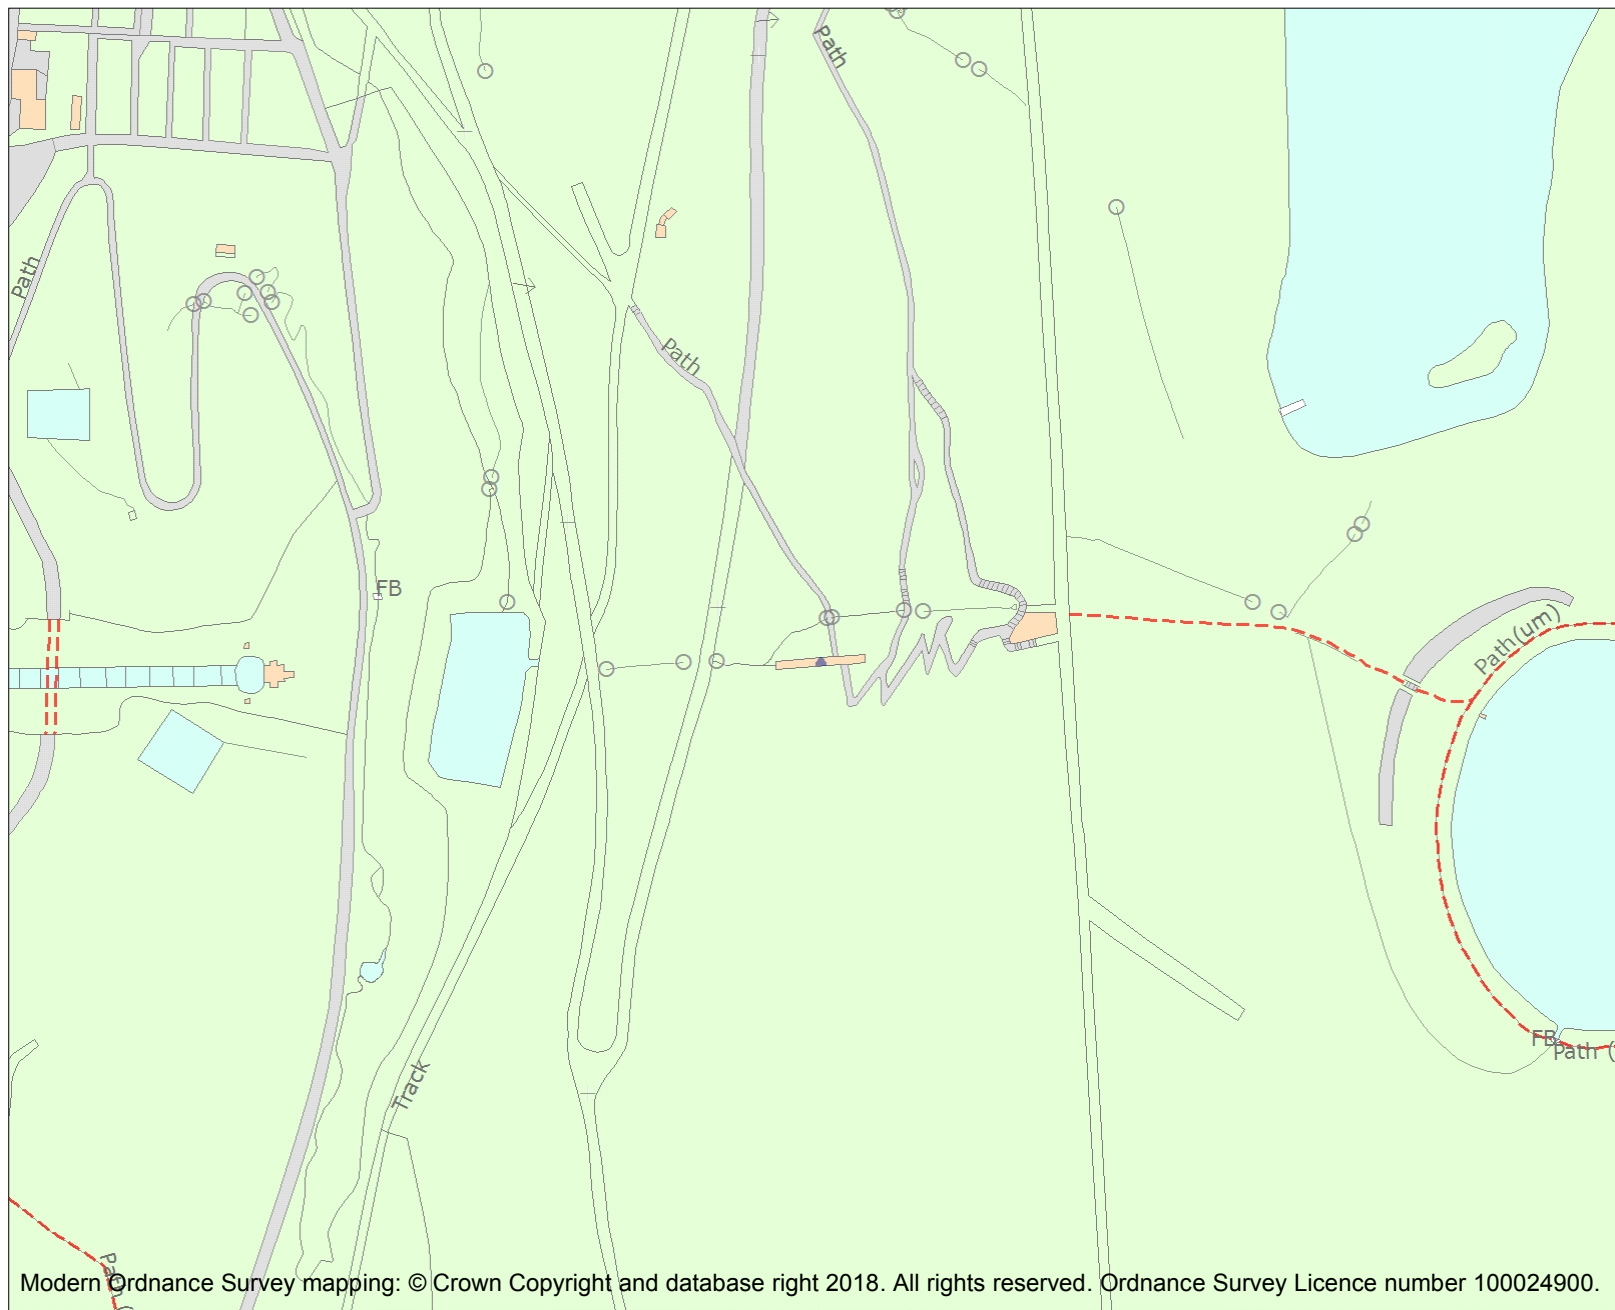 Path
Path
Path
FB
Path(um)
FB
Path (
Track
Path(
Modern Ordnance Survey mapping: © Crown Copyright and database right 2018. All rights reserved. Ordnance Survey Licence number 100024900.